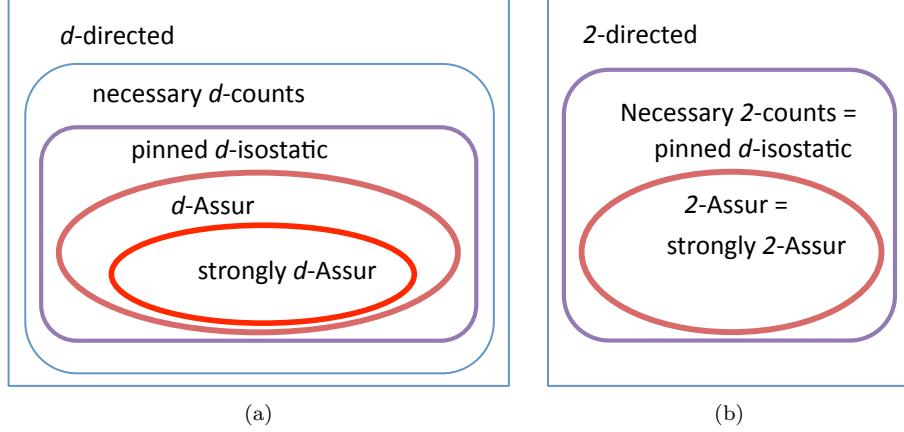 d-directed
necessary d-counts
pinned d-isostatic
d-Assur
strongly d-Assur
(a)
2-directed
Necessary 2-counts =
pinned d-isostatic
2-Assur =
strongly 2-Assur
(b)